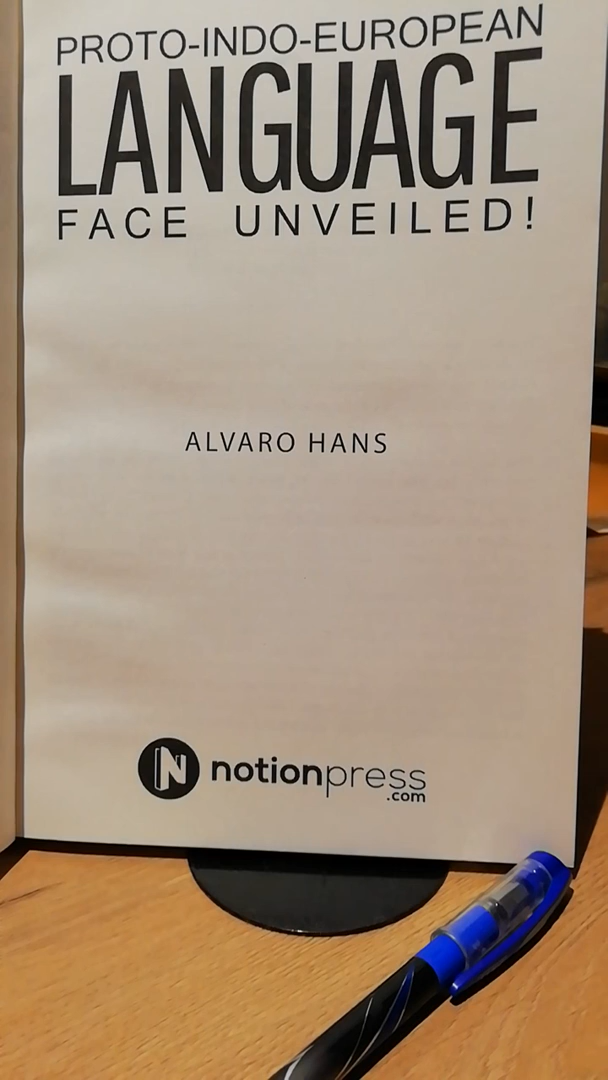 PROTO-INDO-EUROPEAN
LANGUAGE
FACE UNVEILED!
ALVARO HANS
N notionpress
.com